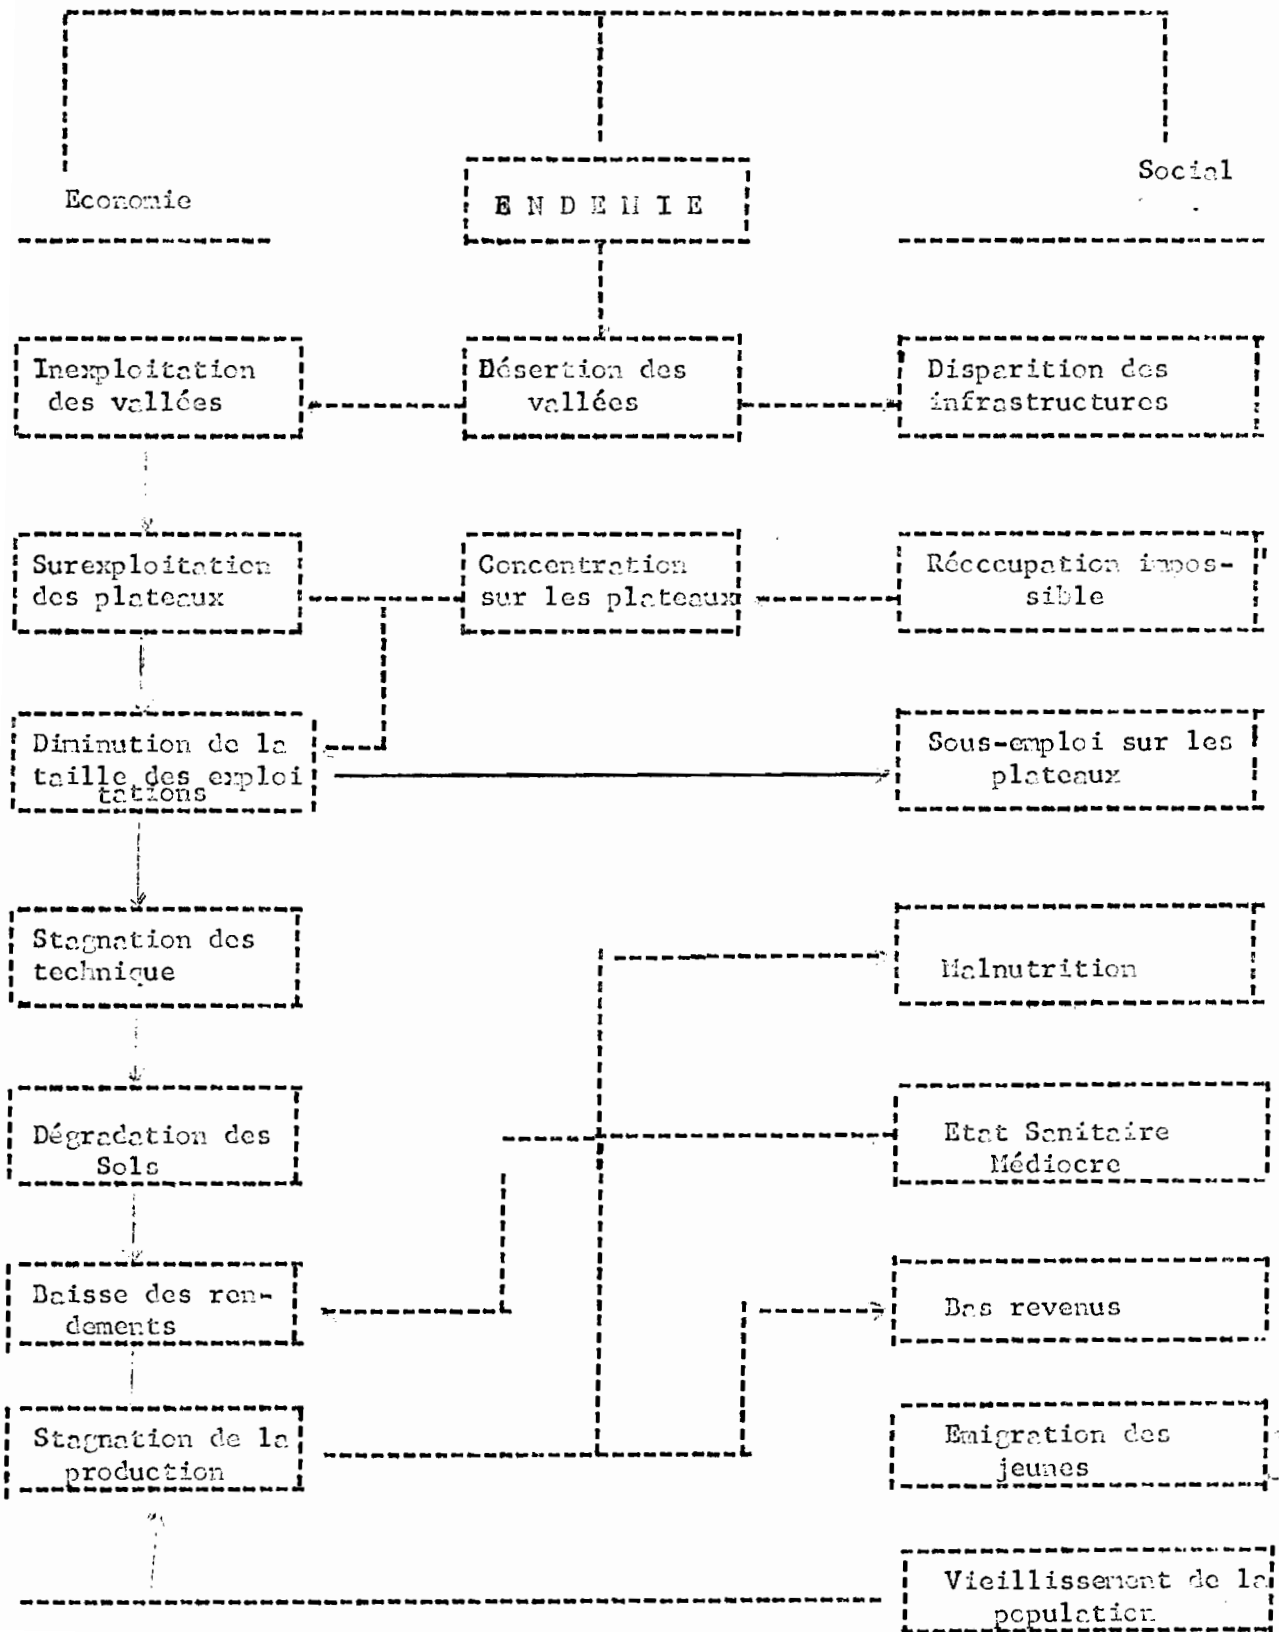 Economie
E N D E M I E
Social
Inexploitation
des vallées
Désertion des
vallées
Disparition des
infrastructures
Surexploitation
des plateaux
Concentration
sur les plateaux
Réoccupation impos-
sible
Diminution de la
taille des exploi
tations
Sous-emploi sur les
plateaux
Stagnation des
technique
Malnutrition
Dégradation des
Sols
Etat Sanitaire
Médiocre
Baisse des ren-
dements
Bas revenus
Stagnation de la
production
Emigration des
jeunes
Vieillissement de la
population